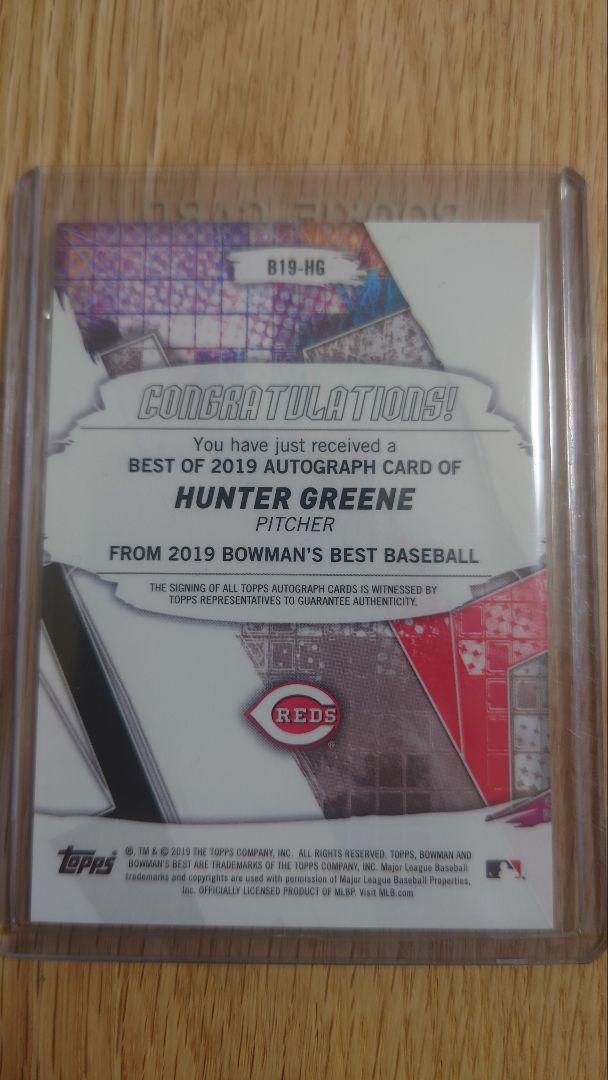 ROOKIE CARD
B19-HG
CONGRATULATIONS!
You have just received a
BEST OF 2019 AUTOGRAPH CARD OF
HUNTER GREENE
PITCHER
FROM 2019 BOWMAN'S BEST BASEBALL
THE SIGNING OF ALL TOPPS AUTOGRAPH CARDS IS WITNESSED BY
TOPPS REPRESENTATIVES TO GUARANTEE AUTHENTICITY.
REDS
®
topps
®, TM & © 2019 THE TOPPS COMPANY, INC. ALL RIGHTS RESERVED. TOPPS, BOWMAN AND
BOWMAN'S BEST ARE TRADEMARKS OF THE TOPPS COMPANY, INC. Major League Baseball
trademarks and copyrights are used with permission of Major League Baseball Properties,
Inc. OFFICIALLY LICENSED PRODUCT OF MLBP. Visit MLB.com